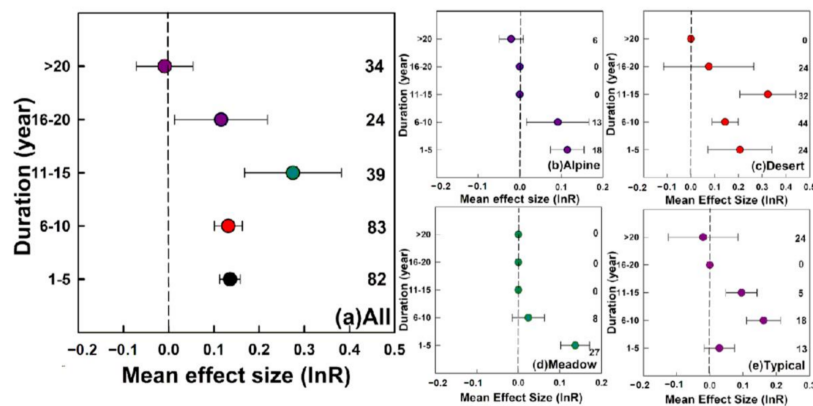 >20
34
16-20
24
11-15
39
6-10
83
1-5
82
Duration (year)
(a)All
−0.2 −0.1 0.0 0.1 0.2 0.3 0.4 0.5
Mean effect size (lnR)
>20
6
16-20
0
11-15
0
6-10
13
1-5
18
Duration (year)
(b)Alpine
-0.2 -0.1 0.0 0.1 0.2
Mean effect size (lnR)
>20
0
16-20
24
11-15
32
6-10
44
1-5
24
Duration (year)
(c)Desert
-0.2 -0.1 0.0 0.1 0.2 0.3 0.4 0.5
Mean Effect Size (lnR)
>20
0
16-20
0
11-15
0
6-10
8
1-5
27
Duration (year)
(d)Meadow
−0.2 −0.1 0.0 0.1 0.2
Mean effect size (lnR)
>20
24
16-20
0
11-15
5
6-10
18
1-5
13
Duration (year)
(e)Typical
−0.2 −0.1 0.0 0.1 0.2 0.3
Mean Effect Size (lnR)